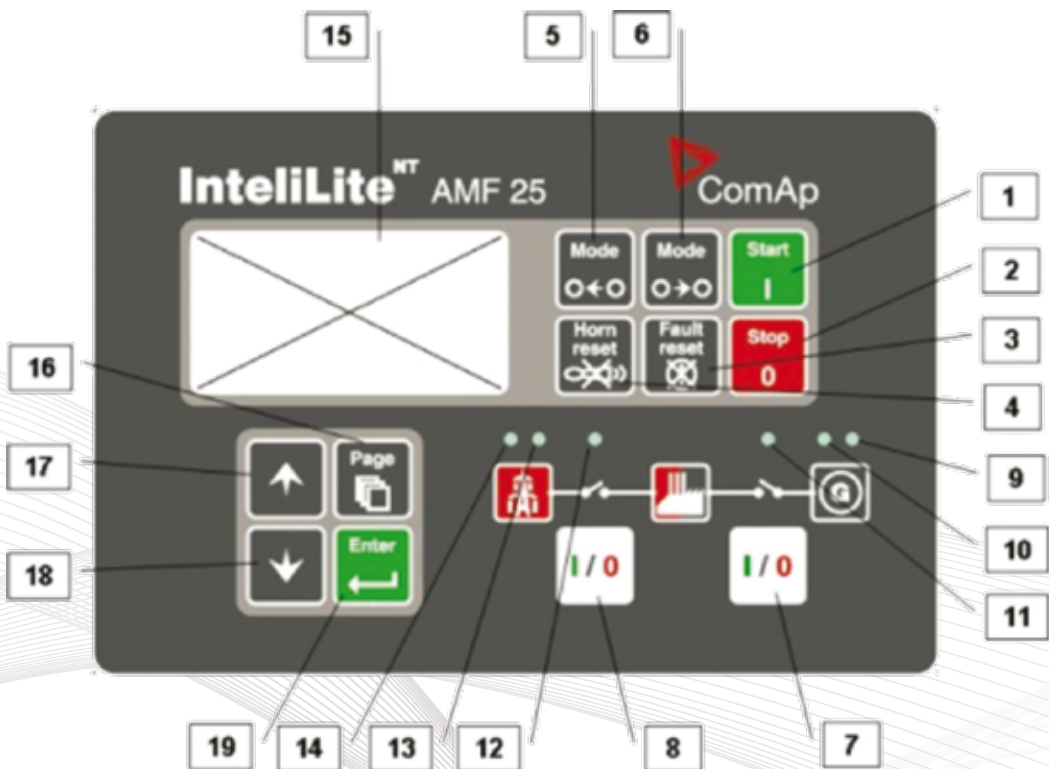 15 5 6
InteliLite NT AMF 25
ComAp
1
Mode Mode Start
I
2
Horn reset
Fault reset
Stop
0
3
16
4
17
Page
9
Enter
10
18
I / 0 I / 0
11
19 14 13 12 8 7
G